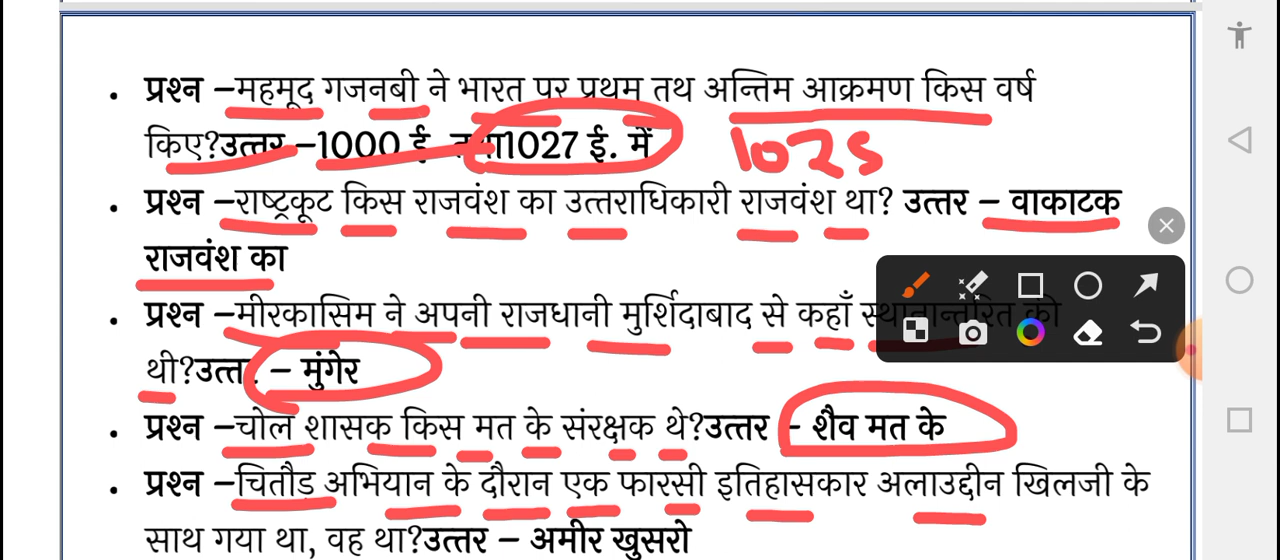 • प्रश्न –महमूद गजनबी ने भारत पर प्रथम तथ अन्तिम आक्रमण किस वर्ष
किए?उत्तर –1000 ई. 1027 ई. में 1025
• प्रश्न –राष्ट्रकूट किस राजवंश का उत्तराधिकारी राजवंश था? उत्तर – वाकाटक
राजवंश का
• प्रश्न –मीरकासिम ने अपनी राजधानी मुर्शिदाबाद से कहाँ स्थानान्तरित की
थी?उत्तर – मुंगेर
• प्रश्न –चोल शासक किस मत के संरक्षक थे?उत्तर – शैव मत के
• प्रश्न –चितौड अभियान के दौरान एक फारसी इतिहासकार अलाउद्दीन खिलजी के
साथ गया था, वह था?उत्तर – अमीर खुसरो